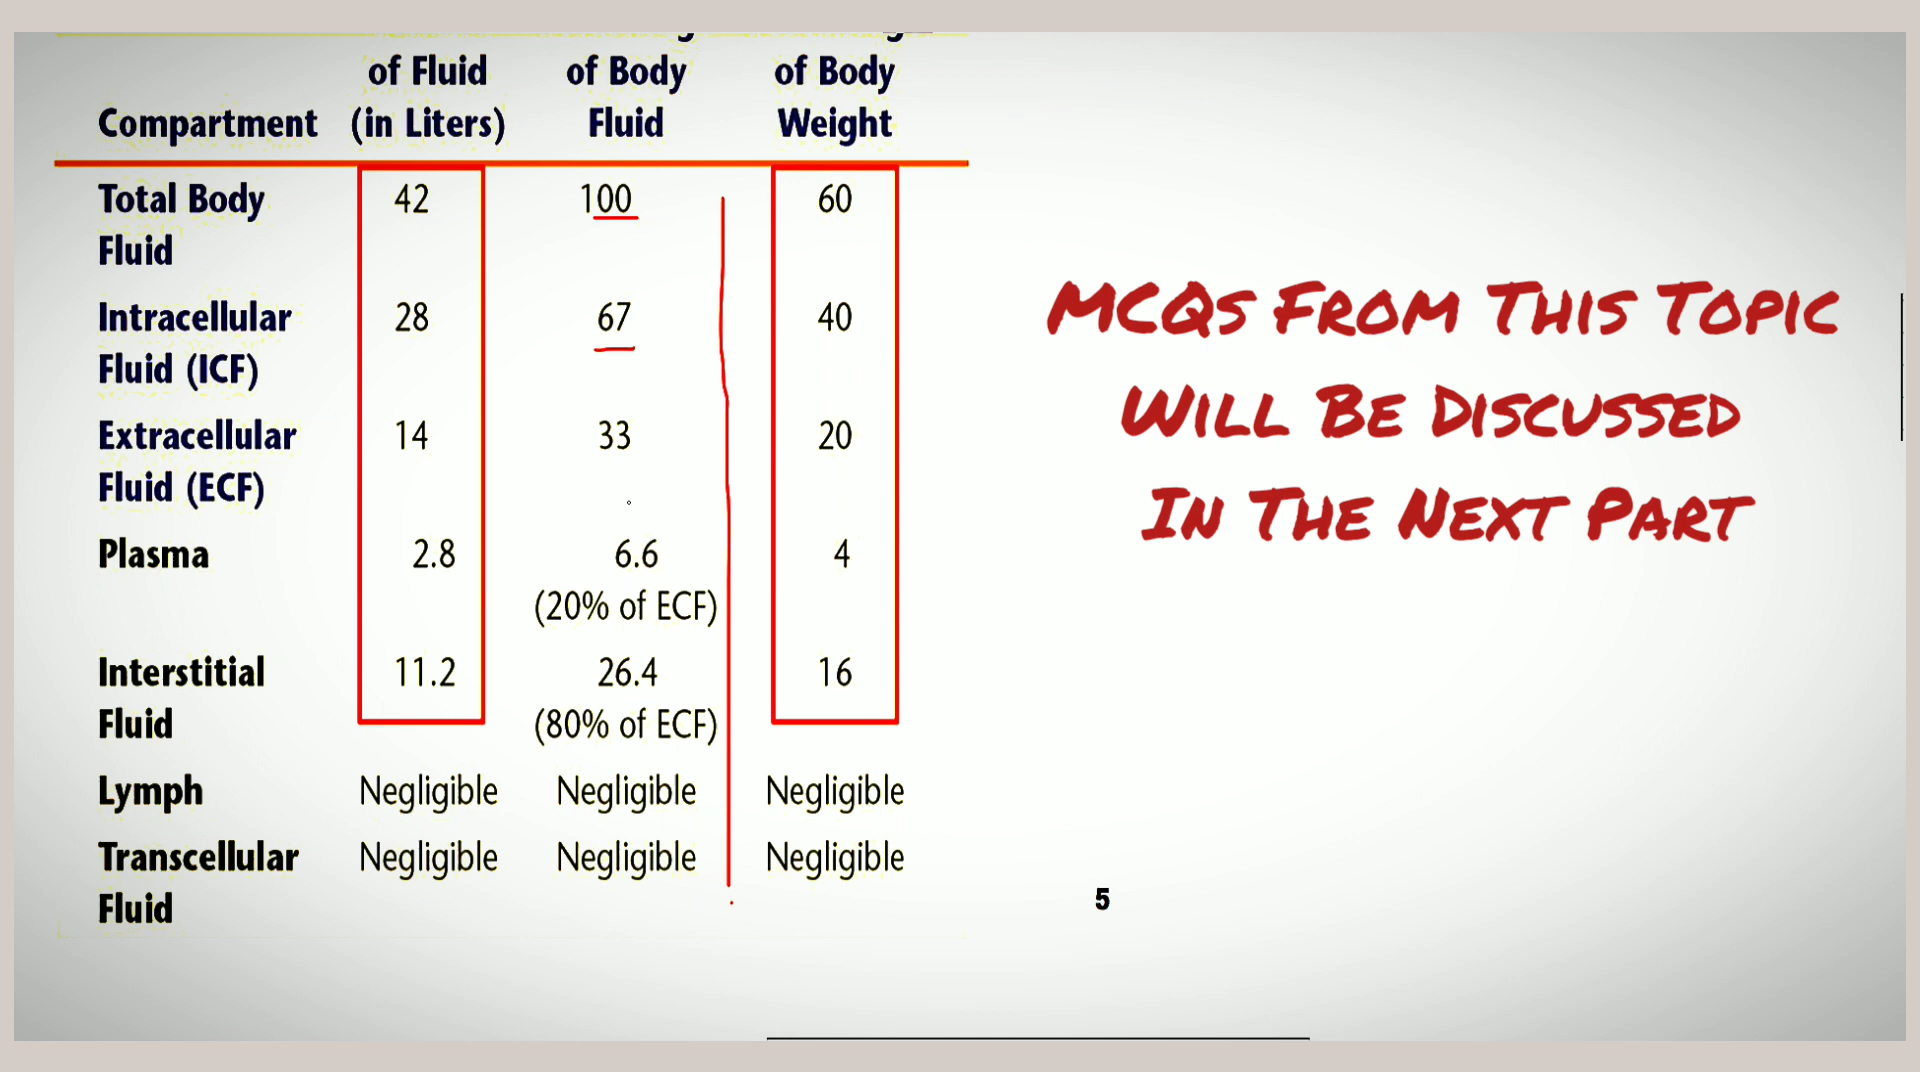 of Fluid of Body of Body
Compartment (in Liters) Fluid Weight
Total Body 42 100 60
Fluid
Intracellular 28 67 40
Fluid (ICF)
Extracellular 14 33 20
Fluid (ECF)
Plasma 2.8 6.6 4
(20% of ECF)
Interstitial 11.2 26.4 16
Fluid (80% of ECF)
Lymph Negligible Negligible Negligible
Transcellular Negligible Negligible Negligible
Fluid
MCQs From This Topic
Will Be Discussed
In The Next Part
5